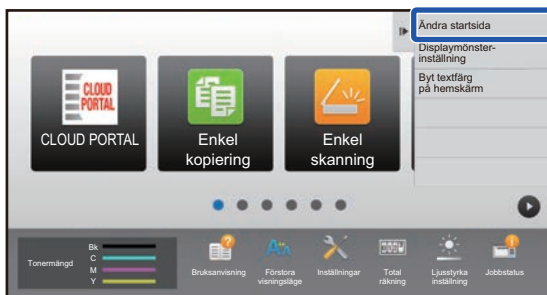 Ändra startsida
Displaymönster-
inställning
Byt textfärg
på hemskärm
CLOUD
PORTAL
CLOUD PORTAL
Enkel
kopiering
Enkel
skanning
Tonermängd
Bk
C
M
Y
Bruksanvisning
Förstora
visningsläge
Inställningar
Total
räkning
Ljusstyrka
inställning
Jobbstatus